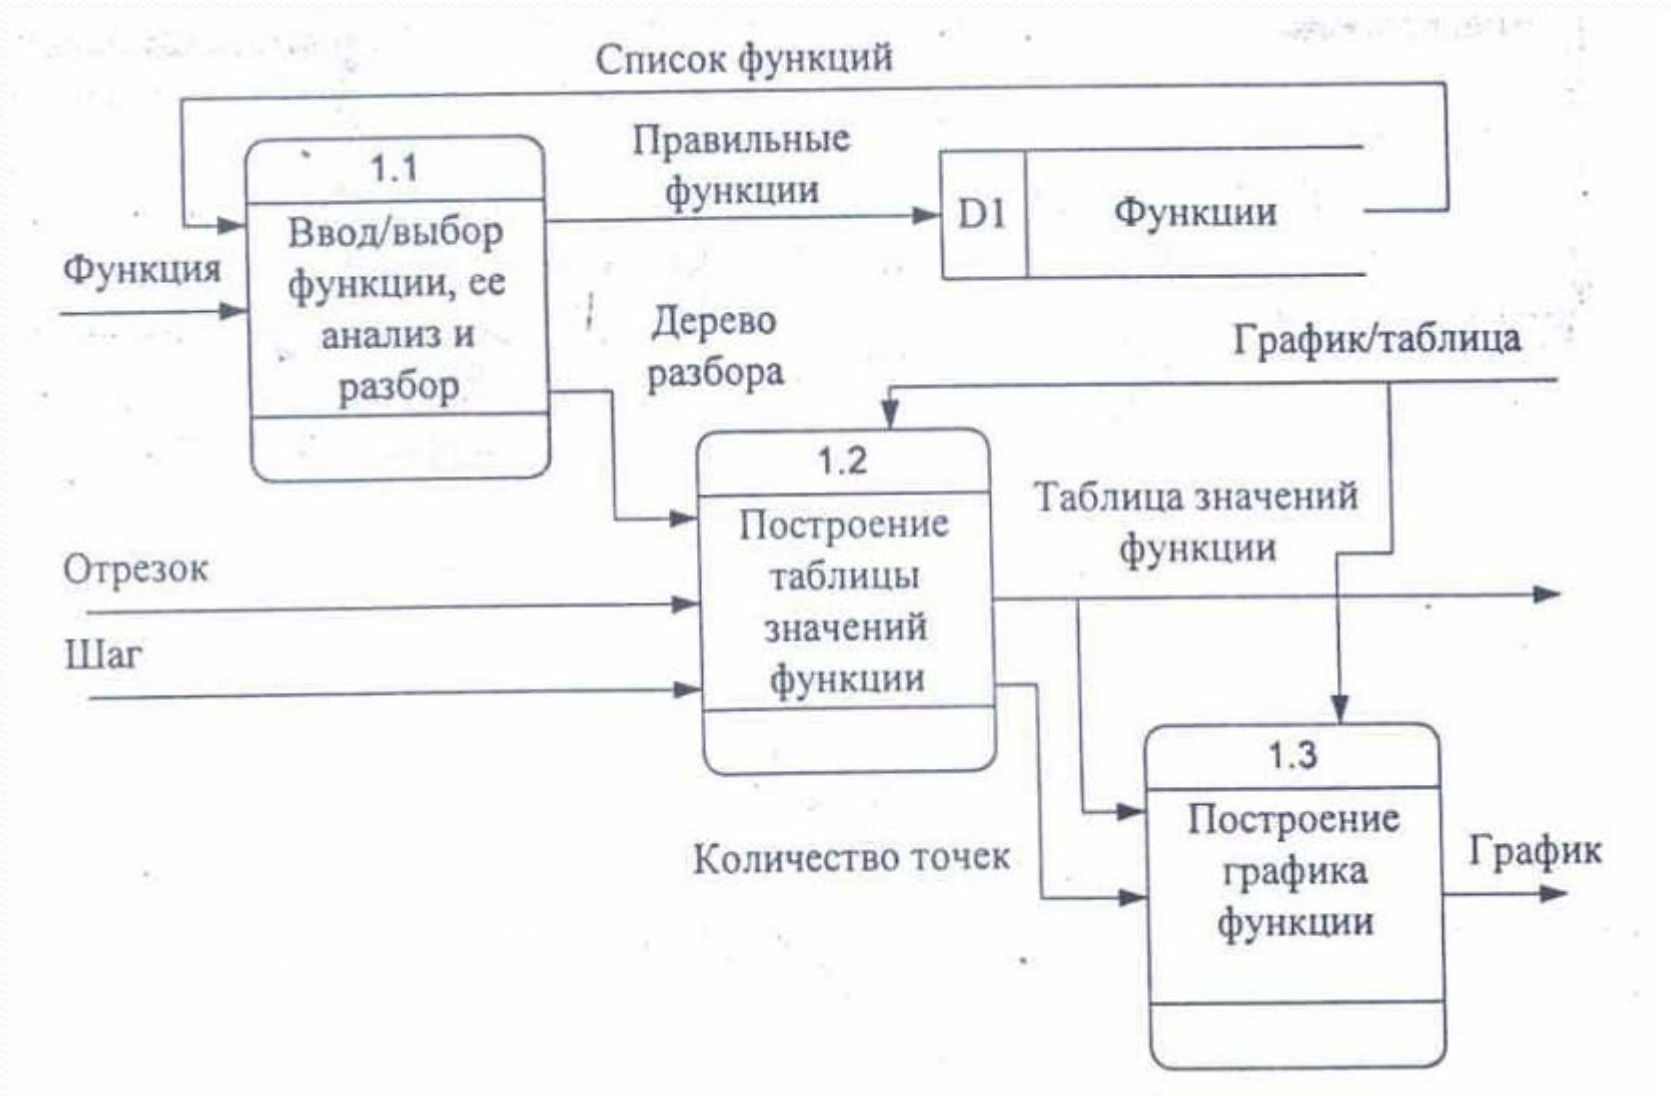 Список функций
Правильные
функции
1.1
Ввод/выбор
функции, ее
анализ и
разбор
D1
Функции
Функция
Дерево
разбора
График/таблица
1.2
Построение
таблицы
значений
функции
Таблица значений
функции
Отрезок
Шаг
1.3
Построение
графика
функции
Количество точек
График